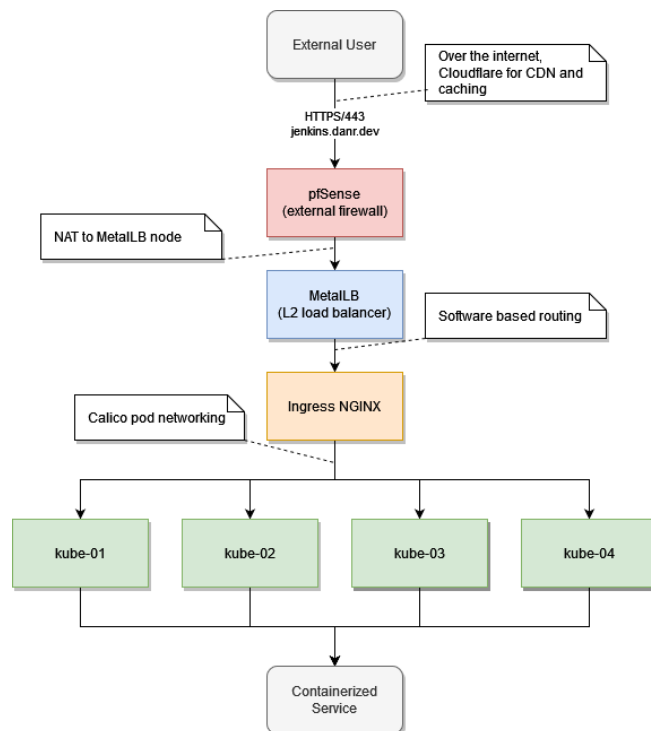 External User
Over the internet,
Cloudflare for CDN and
caching
HTTPS/443
jenkins.danr.dev
pfSense
(external firewall)
NAT to MetalLB node
MetalLB
(L2 load balancer)
Software based routing
Ingress NGINX
Calico pod networking
kube-01
kube-02
kube-03
kube-04
Containerized
Service